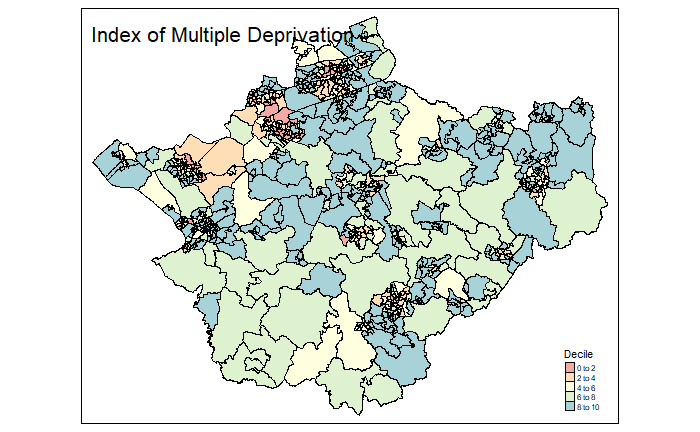 Index of Multiple Deprivation
Decile
0 to 2
2 to 4
4 to 6
6 to 8
8 to 10